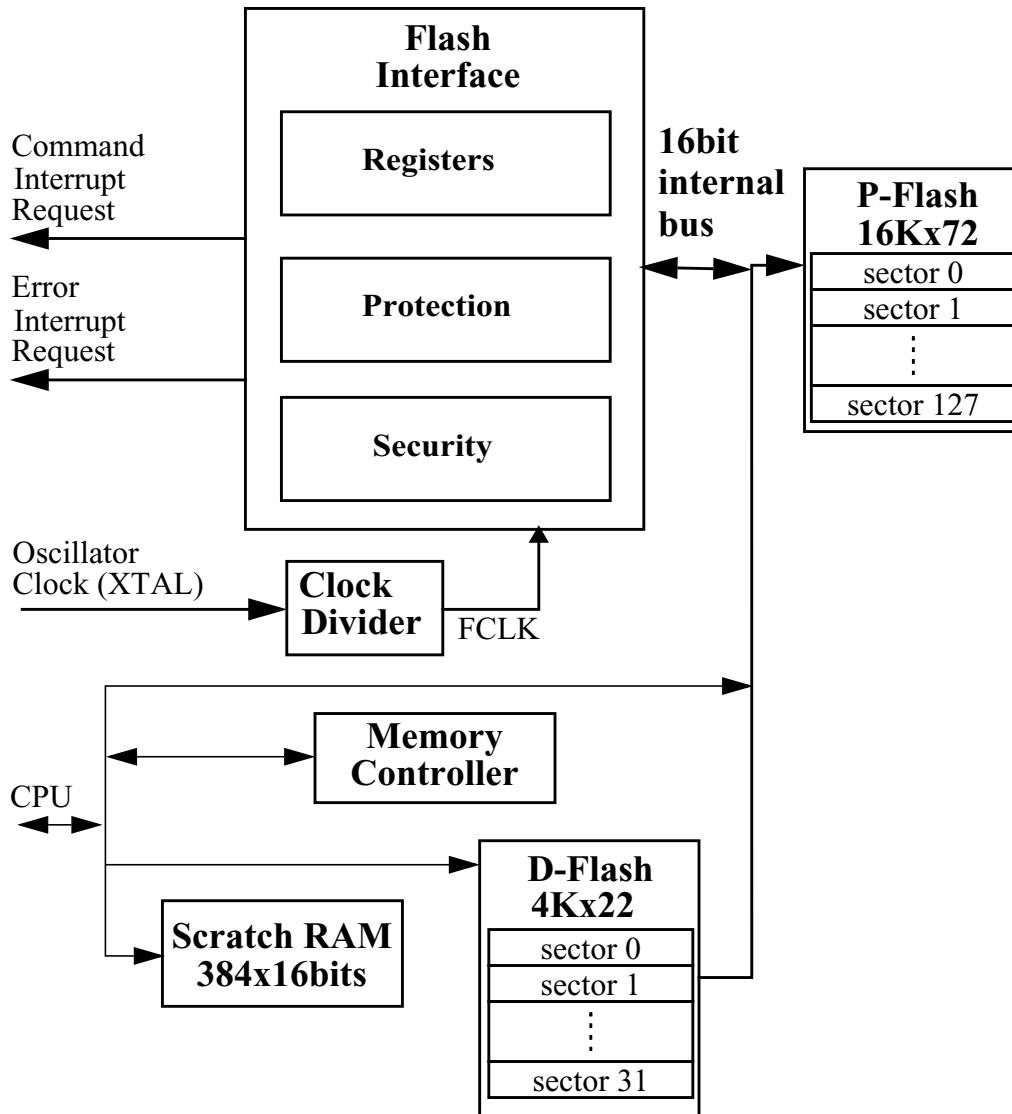 Flash
Interface
Registers
Protection
Security
Command
Interrupt
Request
Error
Interrupt
Request
16bit
internal
bus
P-Flash
16Kx72
sector 0
sector 1
sector 127
Oscillator
Clock (XTAL)
Clock
Divider
FCLK
Memory
Controller
CPU
D-Flash
4Kx22
sector 0
sector 1
sector 31
Scratch RAM
384x16bits